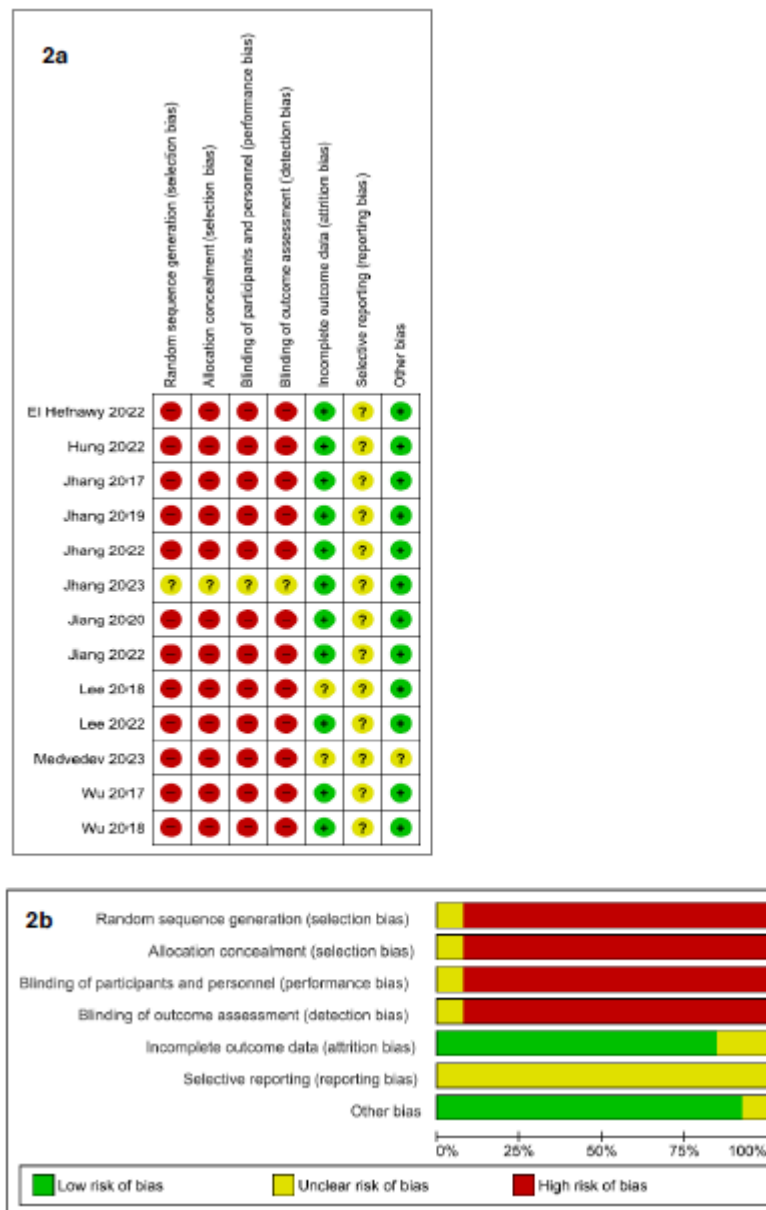 2a
Random sequence generation (selection bias)
Allocation concealment (selection bias)
Blinding of participants and personnel (performance bias)
Blinding of outcome assessment (detection bias)
Incomplete outcome data (attrition bias)
Selective reporting (reporting bias)
Other bias
El Hefnawy 2022 - - - - + ? +
Hung 2022 - - - - + ? +
Jhang 2017 - - - - + ? +
Jhang 2019 - - - - + ? +
Jhang 2022 - - - - + ? +
Jhang 2023 ? ? ? ? + ? +
Jiang 2020 - - - - + ? +
Jiang 2022 - - - - + ? +
Lee 2018 - - - - ? ? +
Lee 2022 - - - - + ? +
Medvedev 2023 - - - - ? ? ?
Wu 2017 - - - - + ? +
Wu 2018 - - - - + ? +
2b
Random sequence generation (selection bias)
Allocation concealment (selection bias)
Blinding of participants and personnel (performance bias)
Blinding of outcome assessment (detection bias)
Incomplete outcome data (attrition bias)
Selective reporting (reporting bias)
Other bias
0% 25% 50% 75% 100%
Low risk of bias Unclear risk of bias High risk of bias